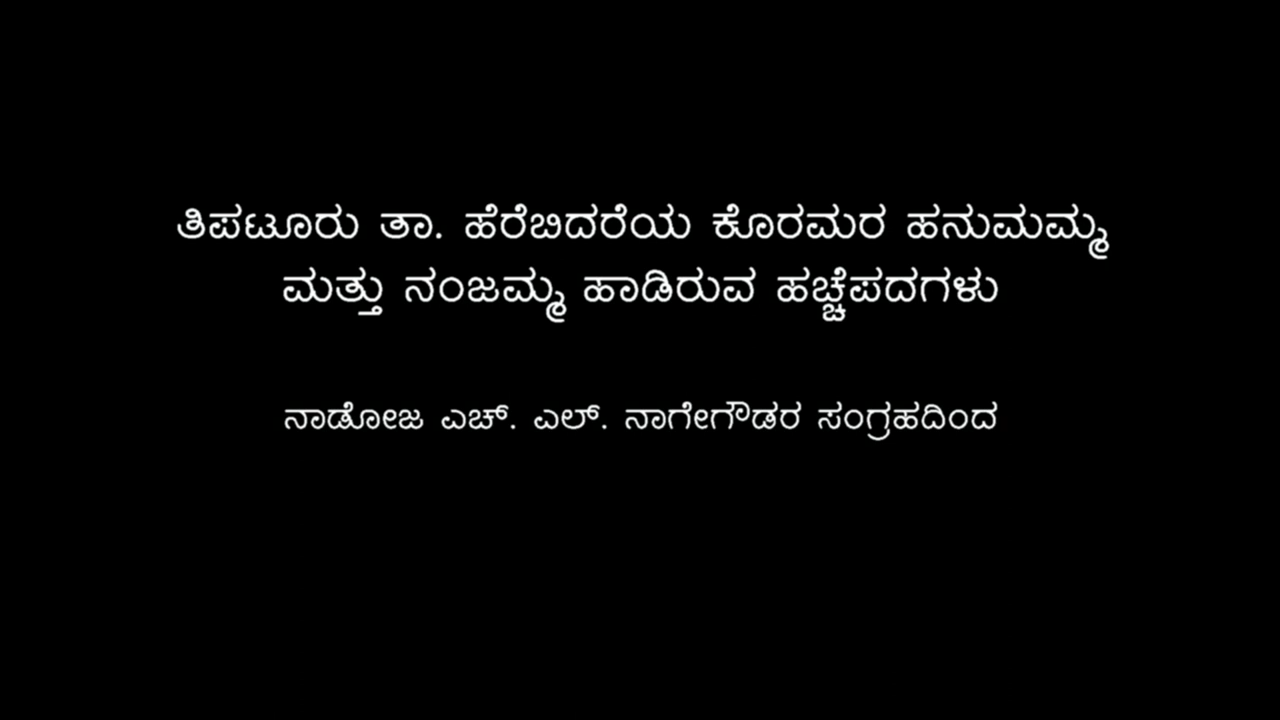 ತಿಪಟೂರು ತಾ. ಹೆರೆಬಿದರೆಯ ಕೊರಮರ ಹನುಮಮ್ಮ
ಮತ್ತು ನಂಜಮ್ಮ ಹಾಡಿರುವ ಹಚ್ಚೆಪದಗಳು
ನಾಡೋಜ ಎಚ್. ಎಲ್. ನಾಗೇಗೌಡರ ಸಂಗ್ರಹದಿಂದ